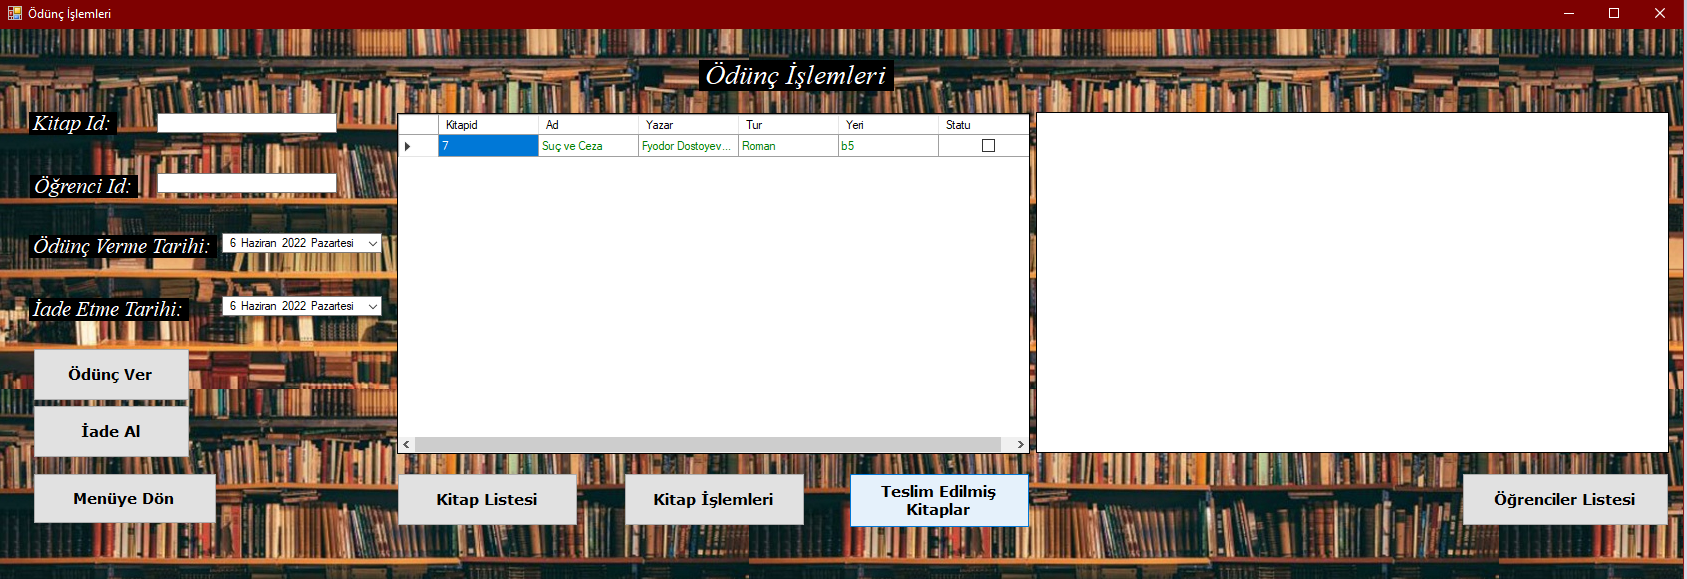 Ödünç İşlemleri
Ödünç İşlemleri
Kitap Id:
Öğrenci Id:
Ödünç Verme Tarihi:
6 Haziran 2022 Pazartesi
İade Etme Tarihi:
6 Haziran 2022 Pazartesi
Ödünç Ver
İade Al
Menüye Dön
Kitapid Ad Yazar Tur Yeri Statu
7 Suç ve Ceza Fyodor Dostoyev... Roman b5
Kitap Listesi
Kitap İşlemleri
Teslim Edilmiş
Kitaplar
Öğrenciler Listesi